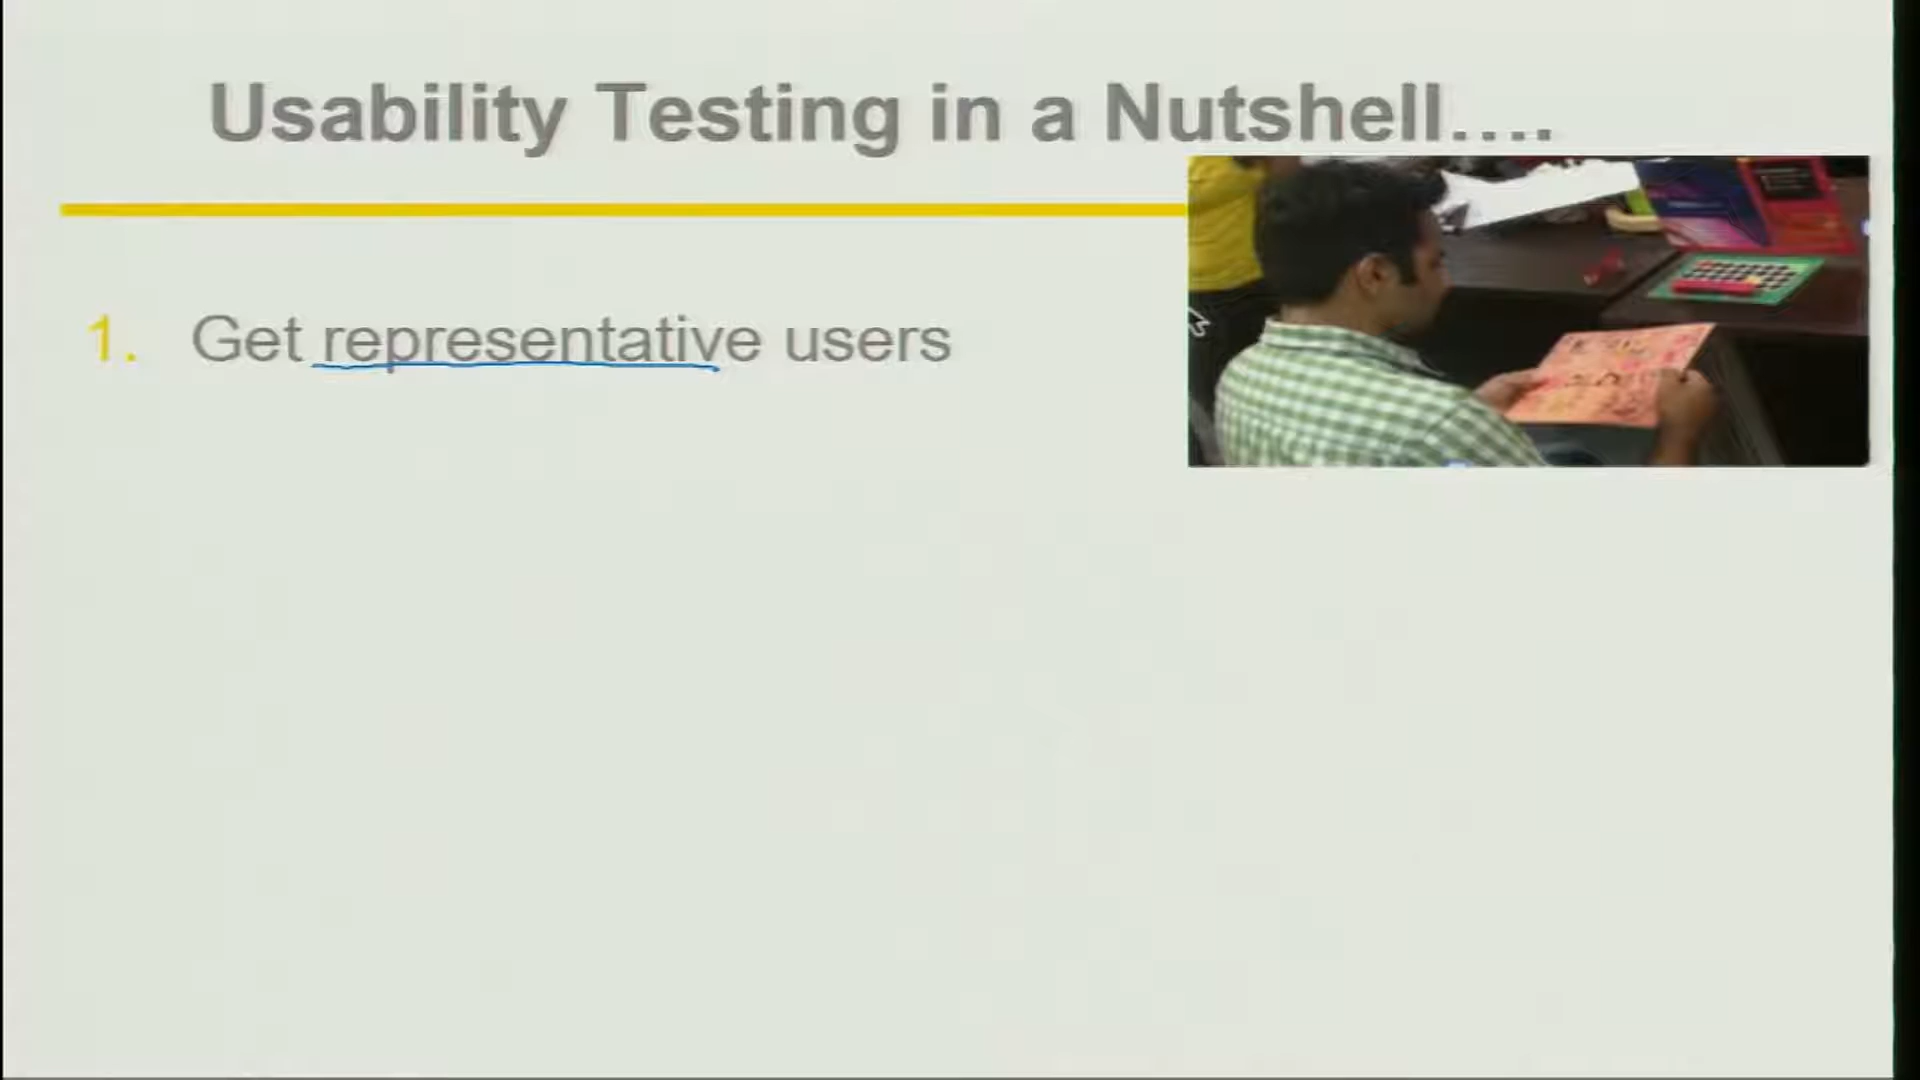 Usability Testing in a Nutshell....
1. Get representative users